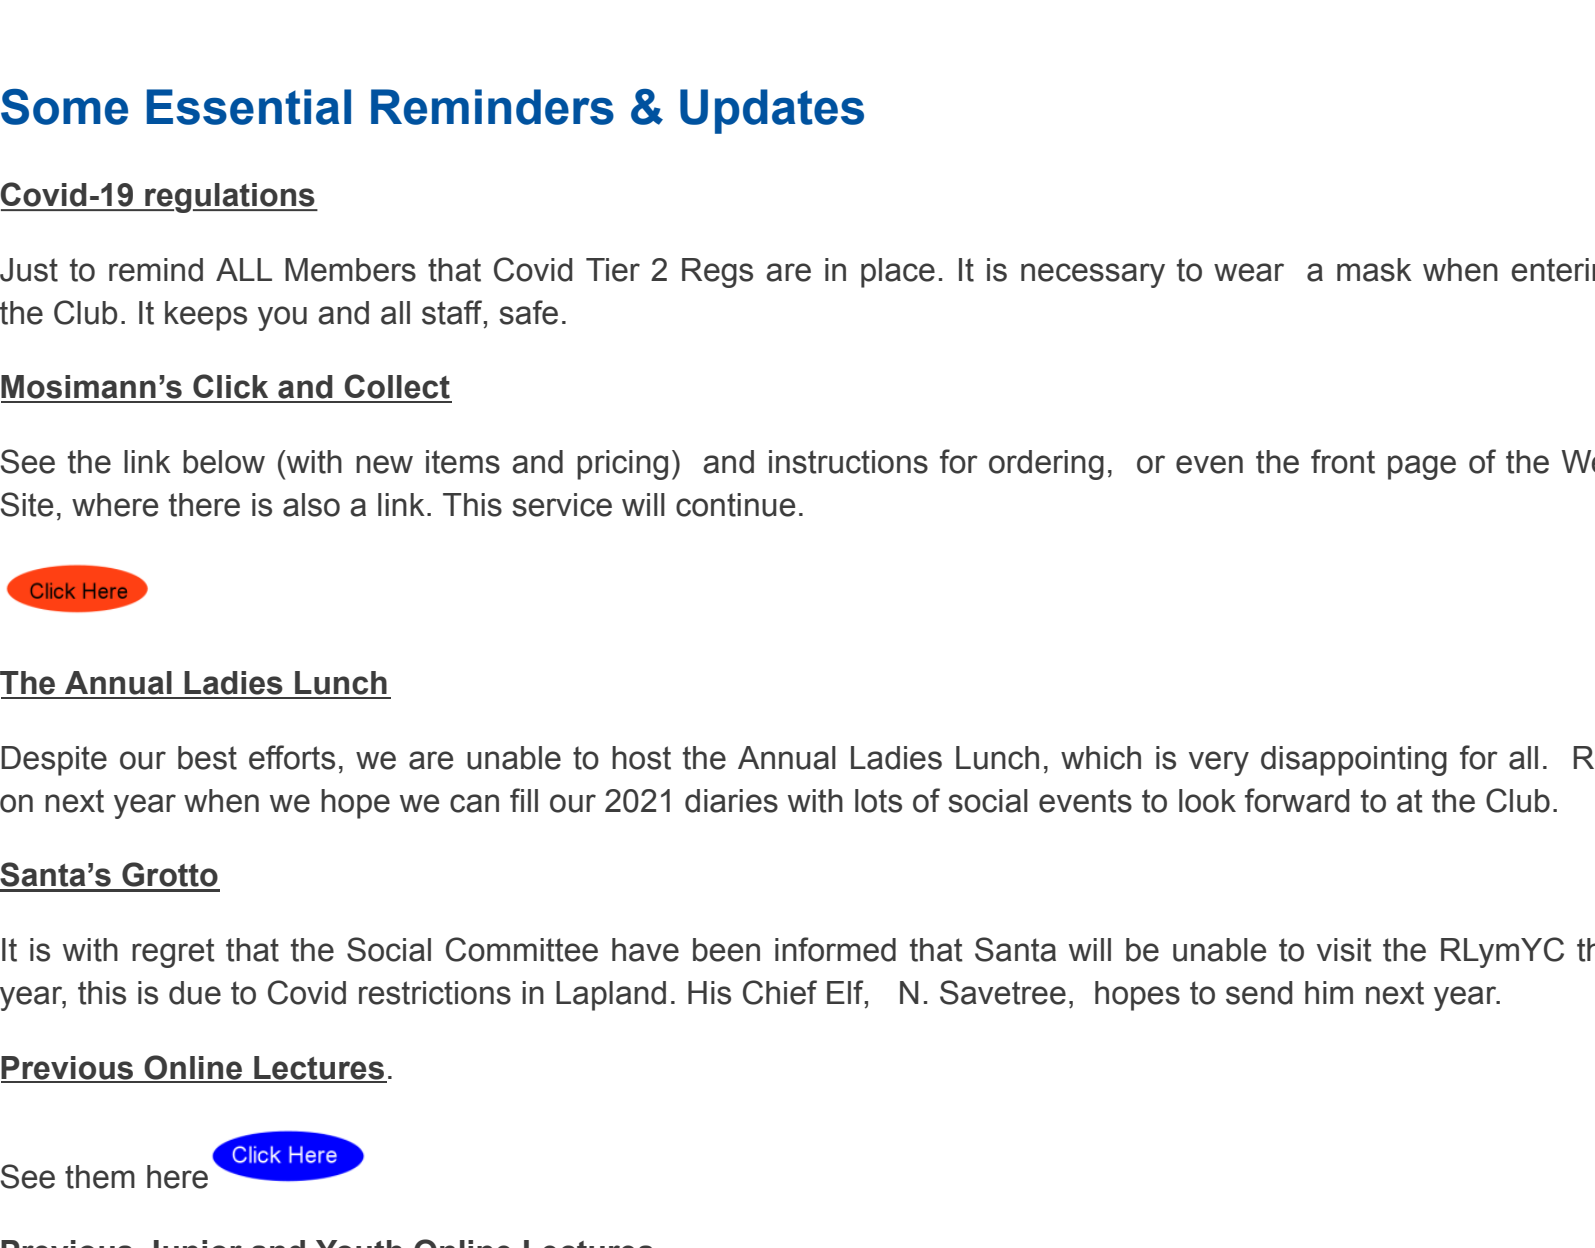 Some Essential Reminders & Updates
Covid-19 regulations
Just to remind ALL Members that Covid Tier 2 Regs are in place. It is necessary to wear a mask when
the Club. It keeps you and all staff, safe.
Mosimann’s Click and Collect
See the link below (with new items and pricing) and instructions for ordering, or even the front page of the
Site, where there is also a link. This service will continue.
Click Here
The Annual Ladies Lunch
Despite our best efforts, we are unable to host the Annual Ladies Lunch, which is very disappointing for all.
on next year when we hope we can fill our 2021 diaries with lots of social events to look forward to at the Club.
Santa’s Grotto
It is with regret that the Social Committee have been informed that Santa will be unable to visit the RLymYC
year, this is due to Covid restrictions in Lapland. His Chief Elf, N. Savetree, hopes to send him next year.
Previous Online Lectures.
See them here Click Here
Previous Junior and Youth Online Lectures